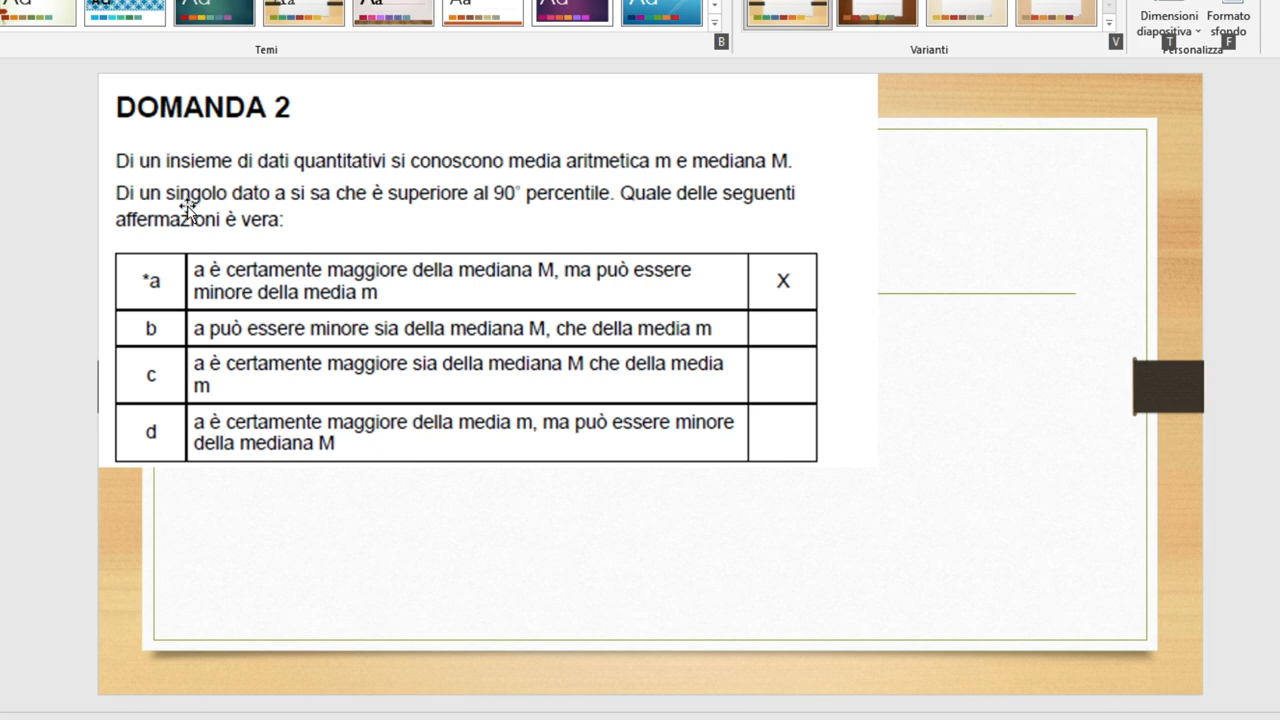 Aa
Temi
B
Varianti
V
Dimensioni
diapositiva
T
Formato
sfondo
F
Personalizza
DOMANDA 2
Di un insieme di dati quantitativi si conoscono media aritmetica m e mediana M.
Di un singolo dato a si sa che è superiore al 90° percentile. Quale delle seguenti
affermazioni è vera:
*a
a è certamente maggiore della mediana M, ma può essere
minore della media m
X
b
a può essere minore sia della mediana M, che della media m
c
a è certamente maggiore sia della mediana M che della media
m
d
a è certamente maggiore della media m, ma può essere minore
della mediana M